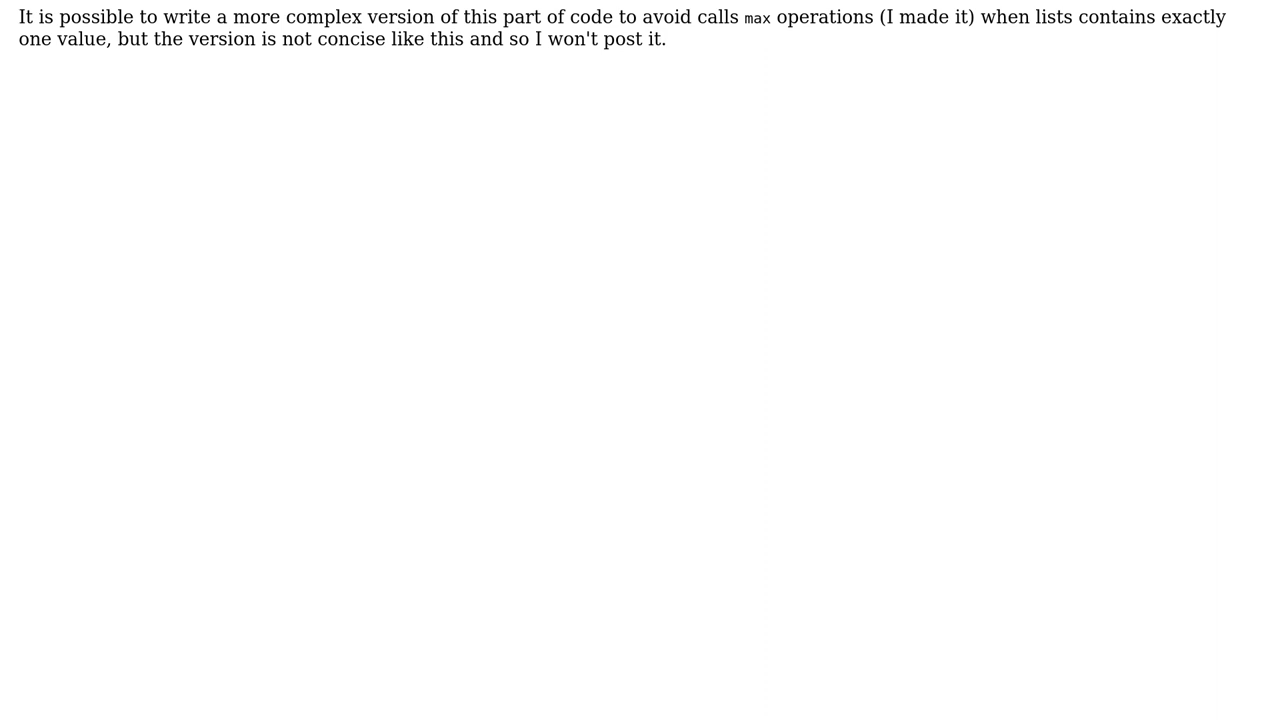 It is possible to write a more complex version of this part of code to avoid calls max operations (I made it) when lists contains exactly
one value, but the version is not concise like this and so I won't post it.